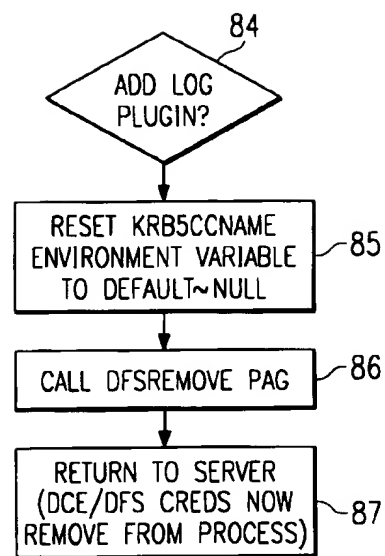 84
ADD LOG
PLUGIN?
RESET KRB5CCNAME
ENVIRONMENT VARIABLE
TO DEFAULT~NULL
85
CALL DFSREMOVE PAG
86
RETURN TO SERVER
(DCE/DFS CREDS NOW
REMOVE FROM PROCESS)
87